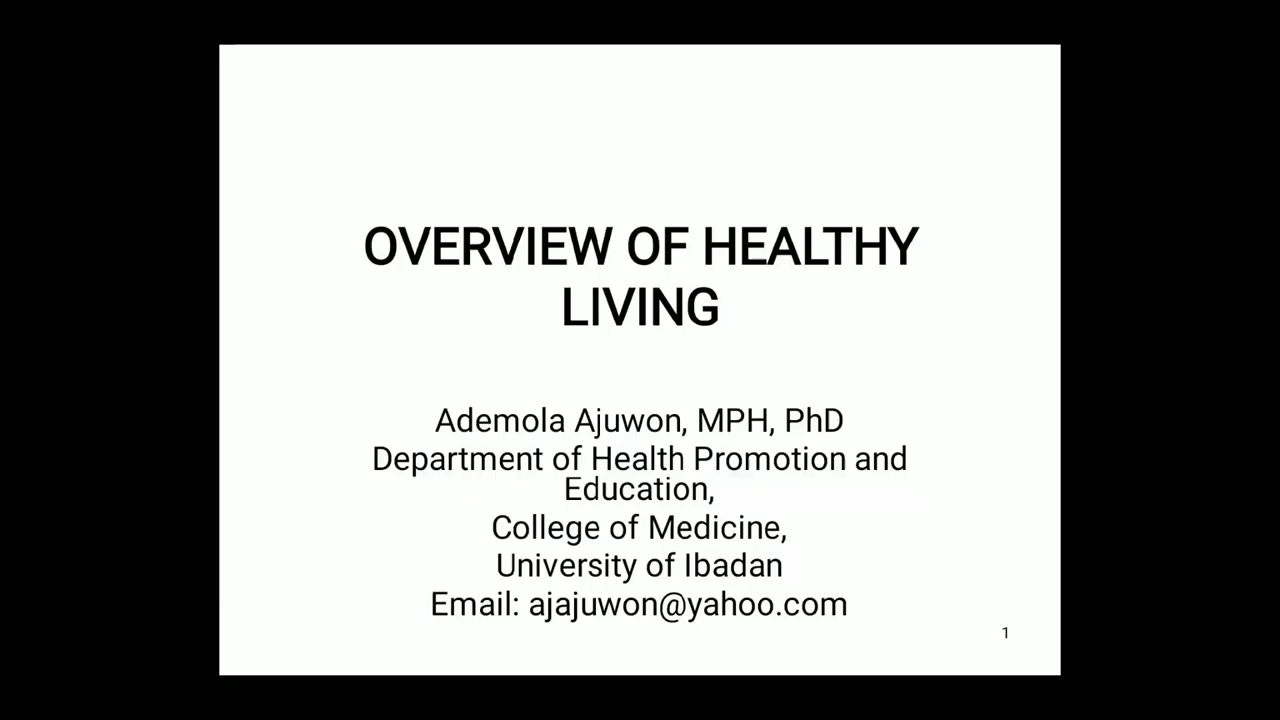 OVERVIEW OF HEALTHY
LIVING
Ademola Ajuwon, MPH, PhD
Department of Health Promotion and
Education,
College of Medicine,
University of Ibadan
Email: ajajuwon@yahoo.com
1